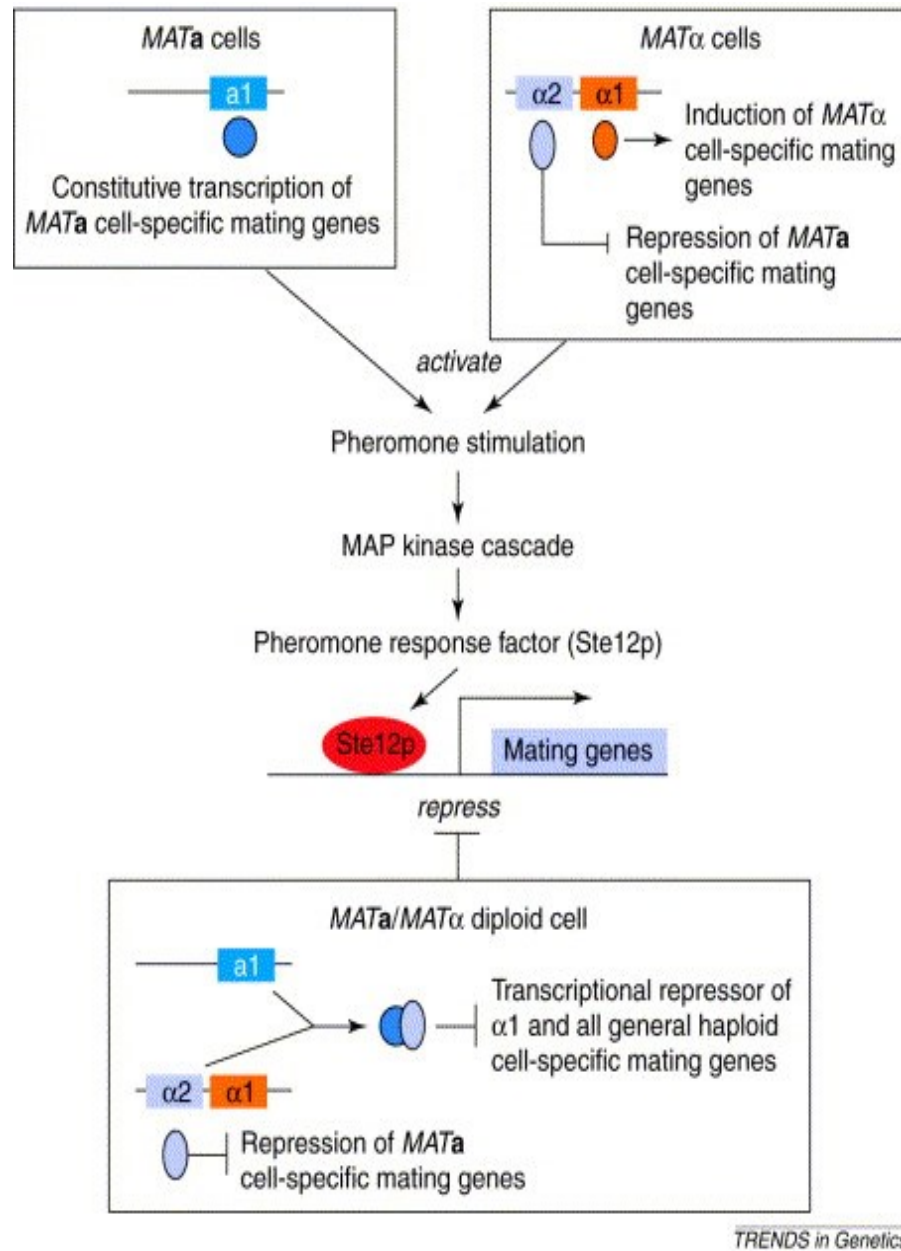 MATa cells
a1
Constitutive transcription of
MATa cell-specific mating genes
MATα cells
α2 α1
Induction of MATα
cell-specific mating
genes
Repression of MATa
cell-specific mating
genes
activate
Pheromone stimulation
MAP kinase cascade
Pheromone response factor (Ste12p)
Ste12p
Mating genes
repress
MATa/MATα diploid cell
a1
Transcriptional repressor of
α1 and all general haploid
cell-specific mating genes
α2 α1
Repression of MATa
cell-specific mating genes
TRENDS in Genetics